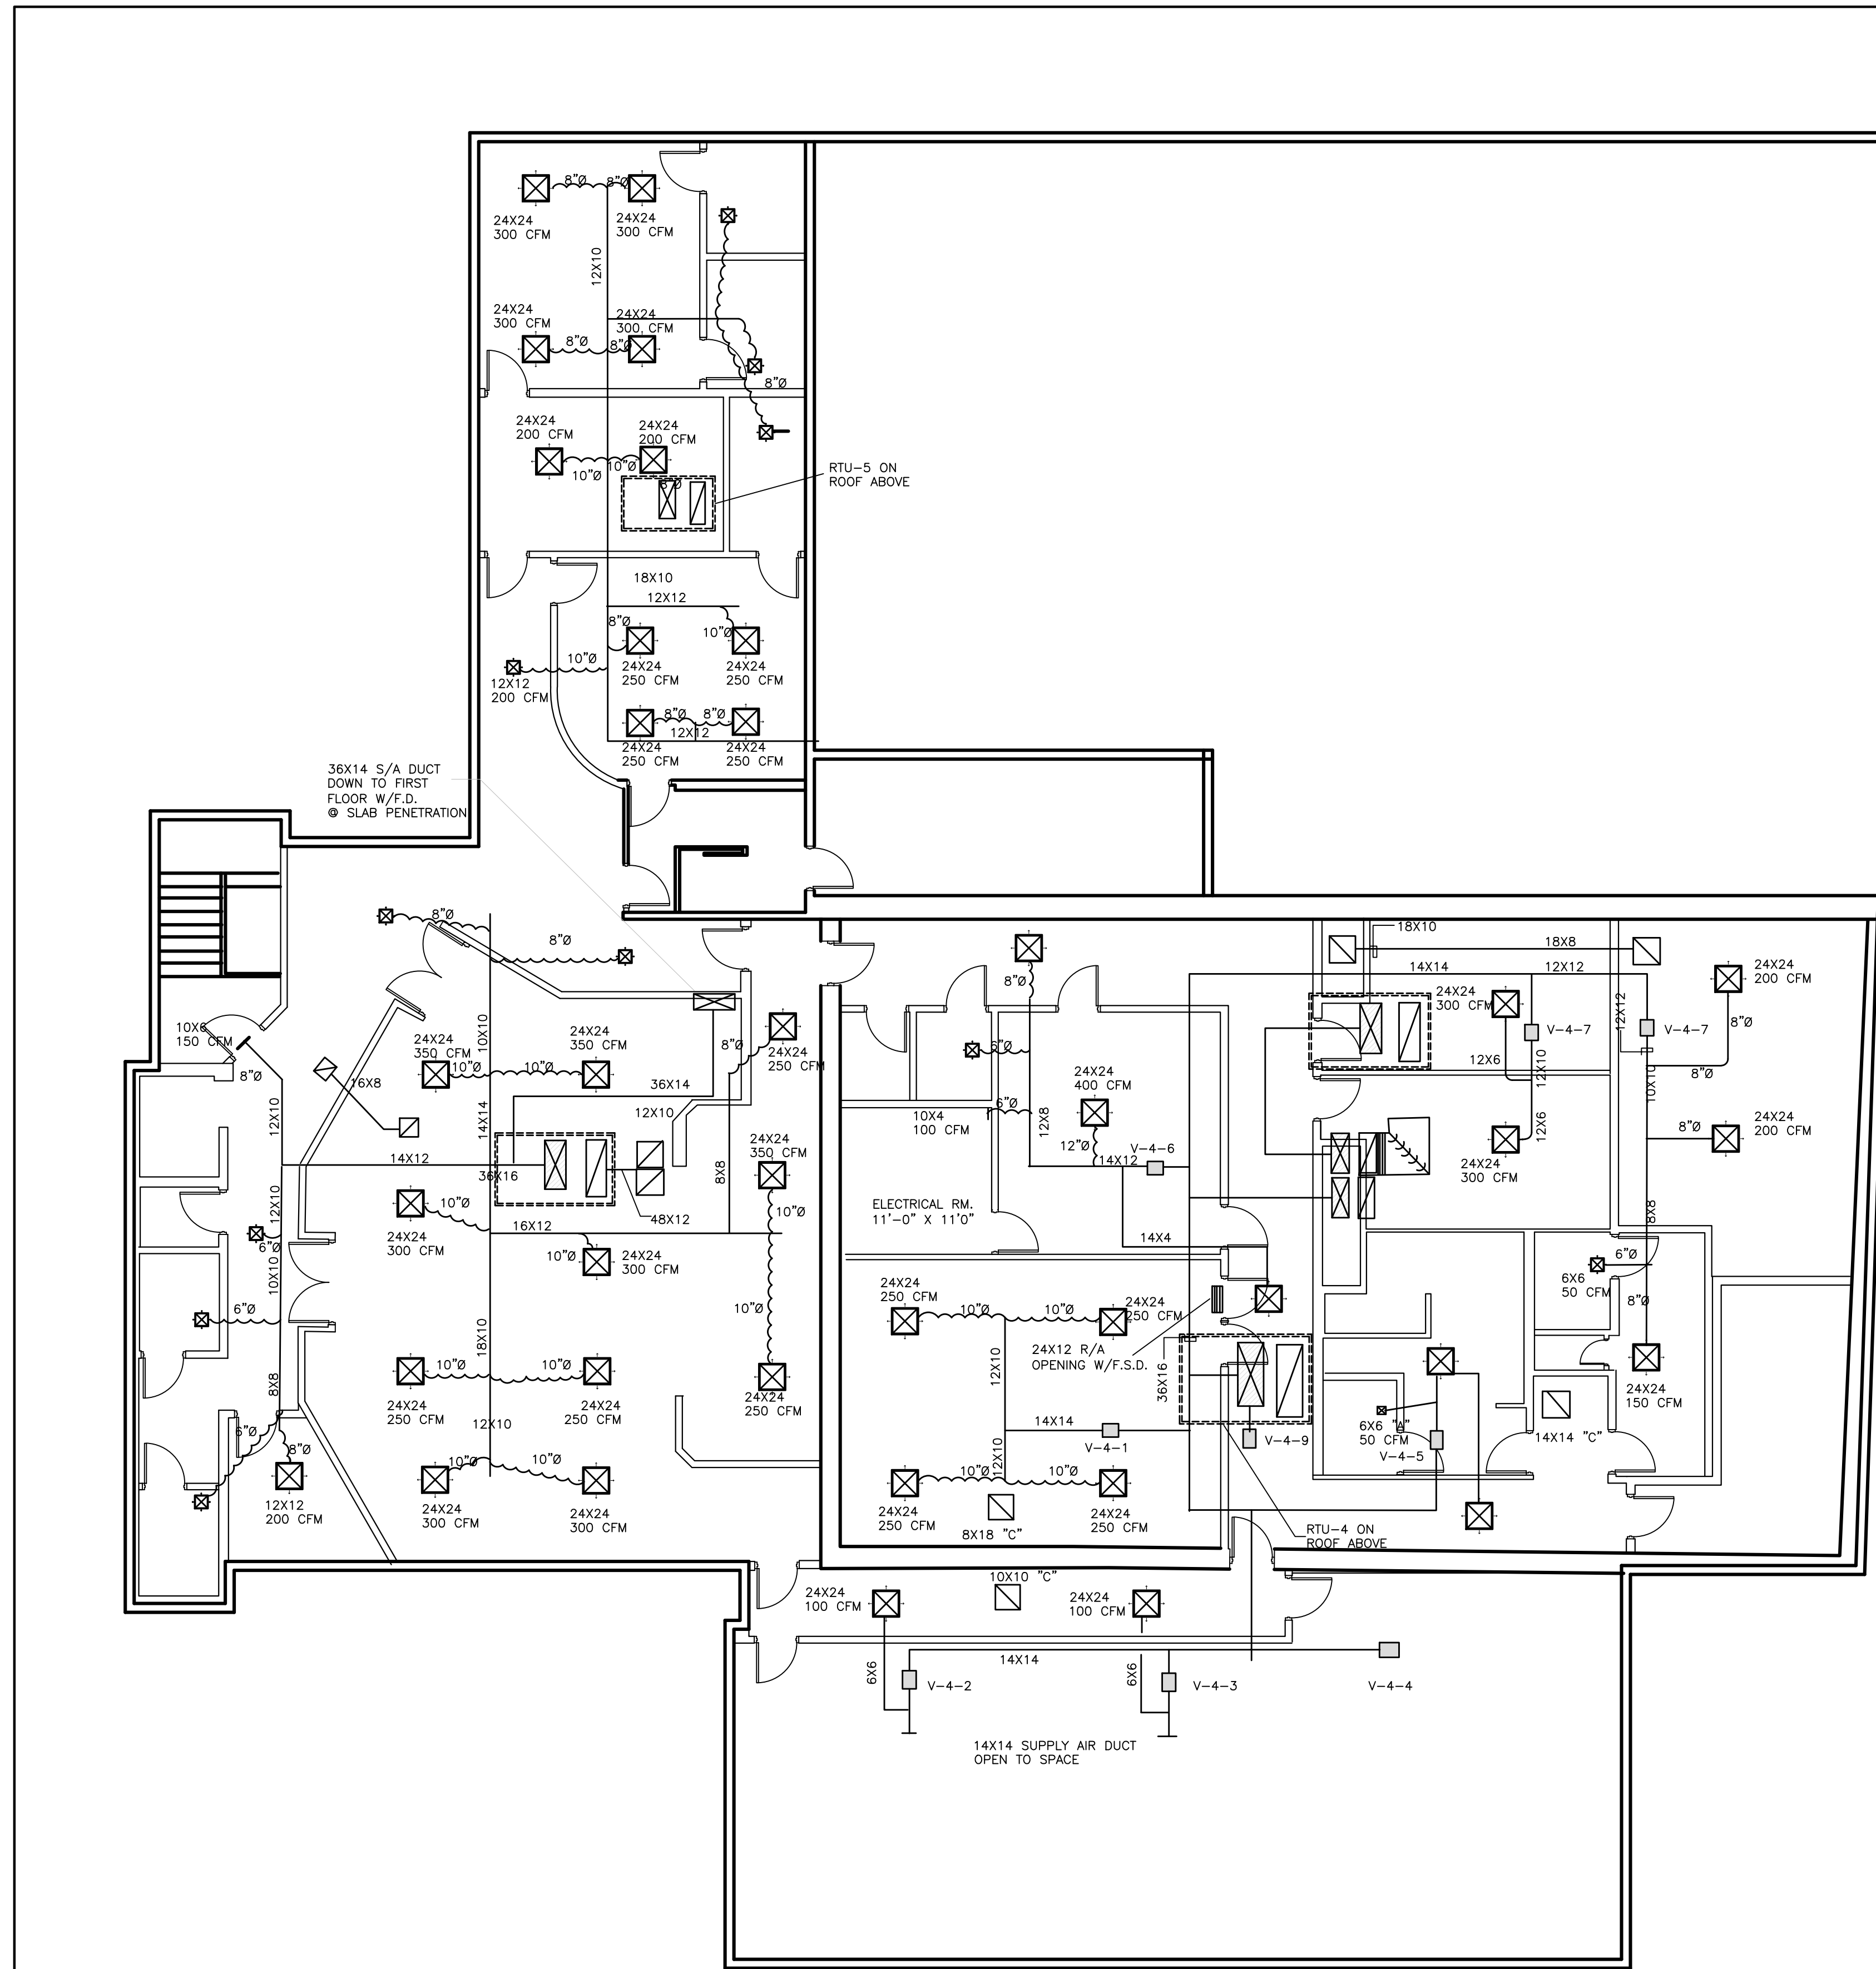 8"Ø
8"Ø
24X24
300 CFM
24X24
300 CFM
12X10
24X24
300 CFM
24X24
300 CFM
8"Ø
8"Ø
8"Ø
24X24
200 CFM
24X24
200 CFM
10"Ø
10"Ø
8"Ø
RTU-5 ON
ROOF ABOVE
18X10
12X12
8"Ø
10"Ø
10"Ø
24X24
250 CFM
24X24
250 CFM
12X12
200 CFM
8"Ø
8"Ø
12X12
24X24
250 CFM
24X24
250 CFM
36X14 S/A DUCT
DOWN TO FIRST
FLOOR W/F.D.
@ SLAB PENETRATION
8"Ø
8"Ø
10X6
150 CFM
8"Ø
16X8
12X10
24X24
350 CFM
10X10
24X24
350 CFM
10"Ø
10"Ø
8"Ø
24X24
250 CFM
36X14
12X10
14X14
14X12
36X16
48X12
8X8
24X24
350 CFM
10"Ø
12X10
6"Ø
10X10
10"Ø
24X24
300 CFM
16X12
10"Ø
24X24
300 CFM
6"Ø
10"Ø
18X10
10"Ø
10"Ø
24X24
250 CFM
24X24
250 CFM
24X24
250 CFM
8X8
12X10
6"Ø
8"Ø
12X12
200 CFM
10"Ø
10"Ø
24X24
300 CFM
24X24
300 CFM
8"Ø
6"Ø
24X24
400 CFM
10X4
100 CFM
6"Ø
12X8
12"Ø
14X12
V-4-6
ELECTRICAL RM.
11'-0" X 11'0"
14X4
24X24
250 CFM
10"Ø
10"Ø
24X24
250 CFM
24X12 R/A
OPENING W/F.S.D.
12X10
36X16
14X14
V-4-1
V-4-9
12X10
10"Ø
10"Ø
24X24
250 CFM
24X24
250 CFM
8X18 "C"
RTU-4 ON
ROOF ABOVE
18X10
18X8
14X14
12X12
24X24
200 CFM
24X24
300 CFM
V-4-7
12X12
V-4-7
8"Ø
12X6
12X10
10X10
8"Ø
12X6
8"Ø
24X24
200 CFM
24X24
300 CFM
8X8
6"Ø
6X6
50 CFM
8"Ø
24X24
150 CFM
6X6 "A"
50 CFM
V-4-5
14X14 "C"
10X10 "C"
24X24
100 CFM
24X24
100 CFM
14X14
6X6
V-4-2
6X6
V-4-3
V-4-4
14X14 SUPPLY AIR DUCT
OPEN TO SPACE